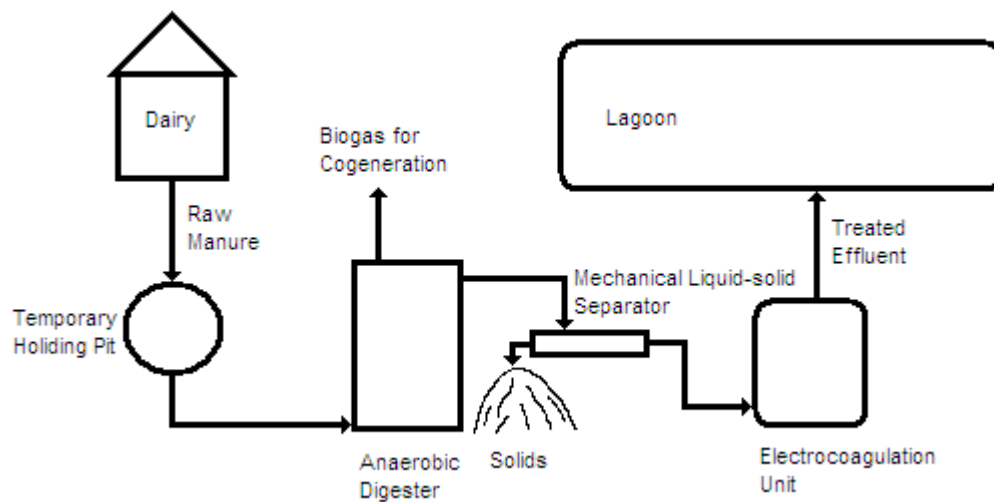 Dairy
Lagoon
Biogas for
Cogeneration
Raw
Manure
Treated
Effluent
Mechanical Liquid-solid
Separator
Temporary
Holiding Pit
Anaerobic
Digester
Solids
Electrocoagulation
Unit